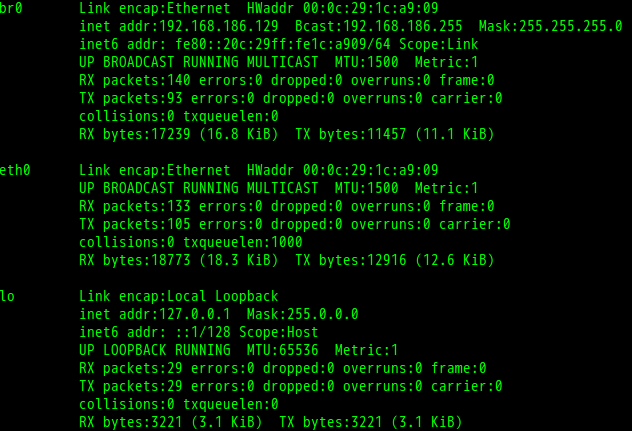 br0 Link encap:Ethernet HWaddr 00:0c:29:1c:a9:09
inet addr:192.168.186.129 Bcast:192.168.186.255 Mask:255.255.255.0
inet6 addr: fe80::20c:29ff:fe1c:a909/64 Scope:Link
UP BROADCAST RUNNING MULTICAST MTU:1500 Metric:1
RX packets:140 errors:0 dropped:0 overruns:0 frame:0
TX packets:93 errors:0 dropped:0 overruns:0 carrier:0
collisions:0 txqueuelen:0
RX bytes:17239 (16.8 KiB) TX bytes:11457 (11.1 KiB)
eth0 Link encap:Ethernet HWaddr 00:0c:29:1c:a9:09
UP BROADCAST RUNNING MULTICAST MTU:1500 Metric:1
RX packets:133 errors:0 dropped:0 overruns:0 frame:0
TX packets:105 errors:0 dropped:0 overruns:0 carrier:0
collisions:0 txqueuelen:1000
RX bytes:18773 (18.3 KiB) TX bytes:12916 (12.6 KiB)
lo Link encap:Local Loopback
inet addr:127.0.0.1 Mask:255.0.0.0
inet6 addr: ::1/128 Scope:Host
UP LOOPBACK RUNNING MTU:65536 Metric:1
RX packets:29 errors:0 dropped:0 overruns:0 frame:0
TX packets:29 errors:0 dropped:0 overruns:0 carrier:0
collisions:0 txqueuelen:0
RX bytes:3221 (3.1 KiB) TX bytes:3221 (3.1 KiB)